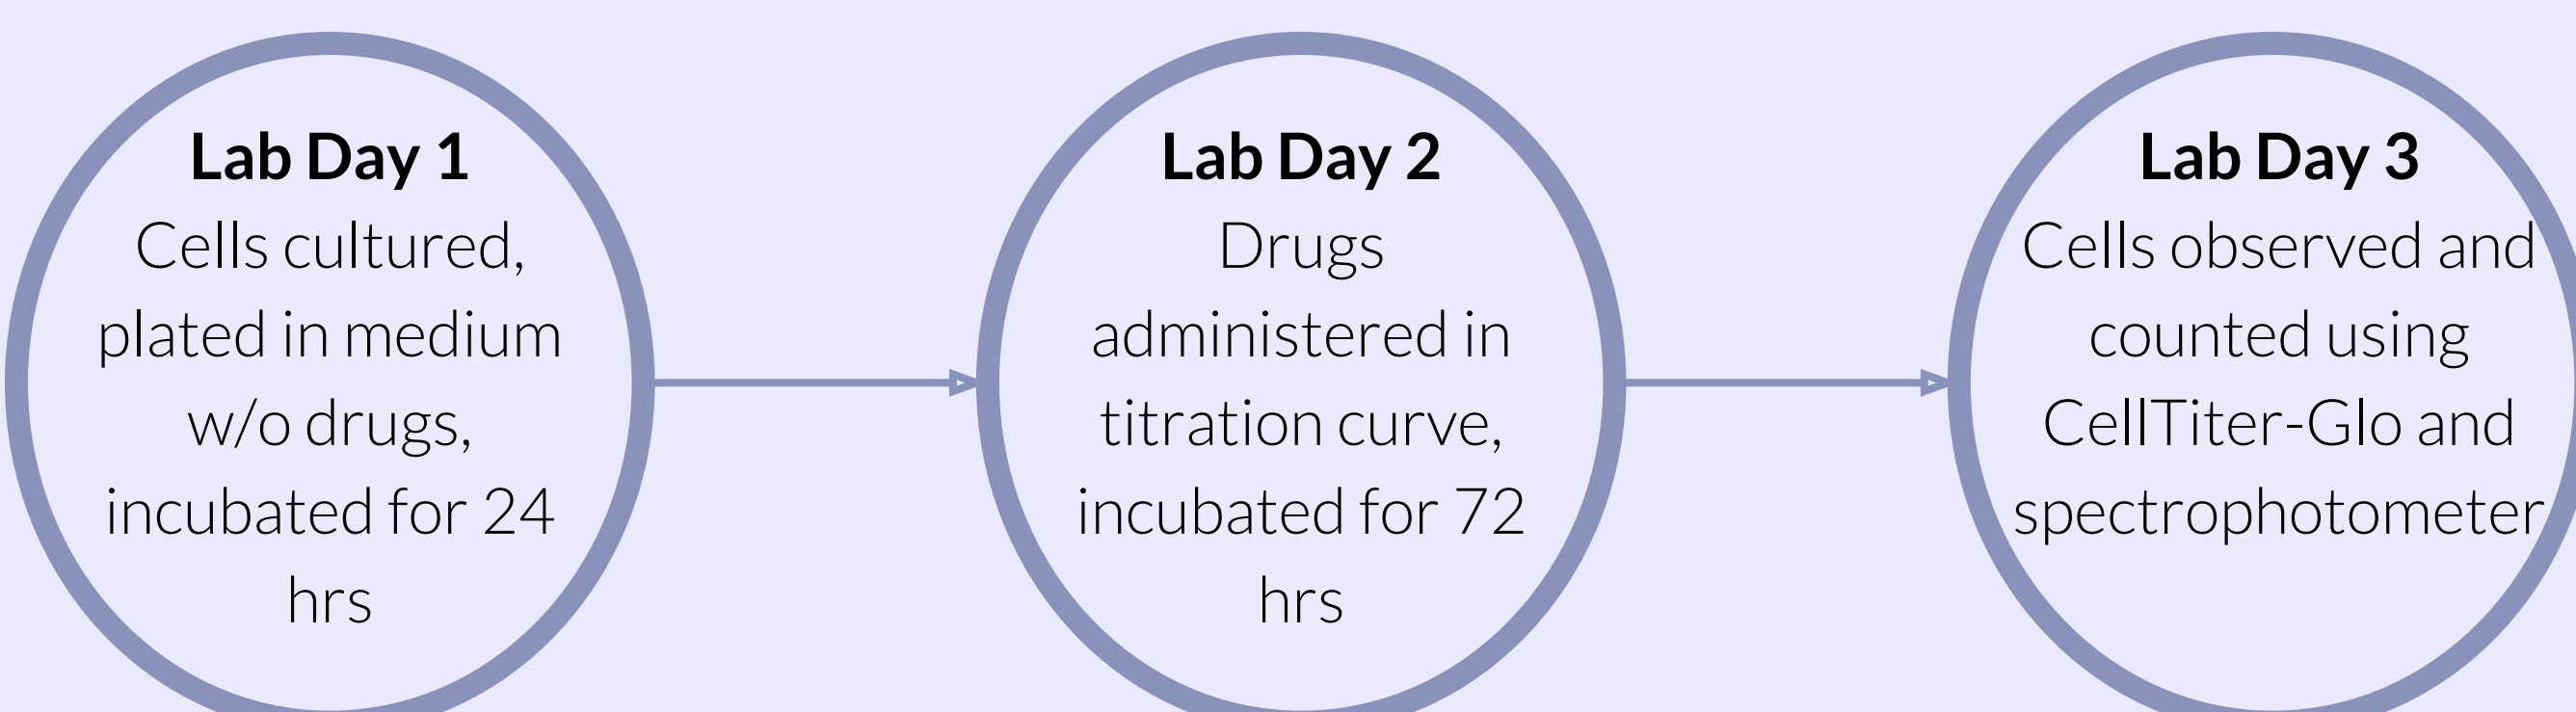 Lab Day 1
Cells cultured,
plated in medium
w/o drugs,
incubated for 24
hrs
Lab Day 2
Drugs
administered in
titration curve,
incubated for 72
hrs
Lab Day 3
Cells observed and
counted using
CellTiter-Glo and
spectrophotometer